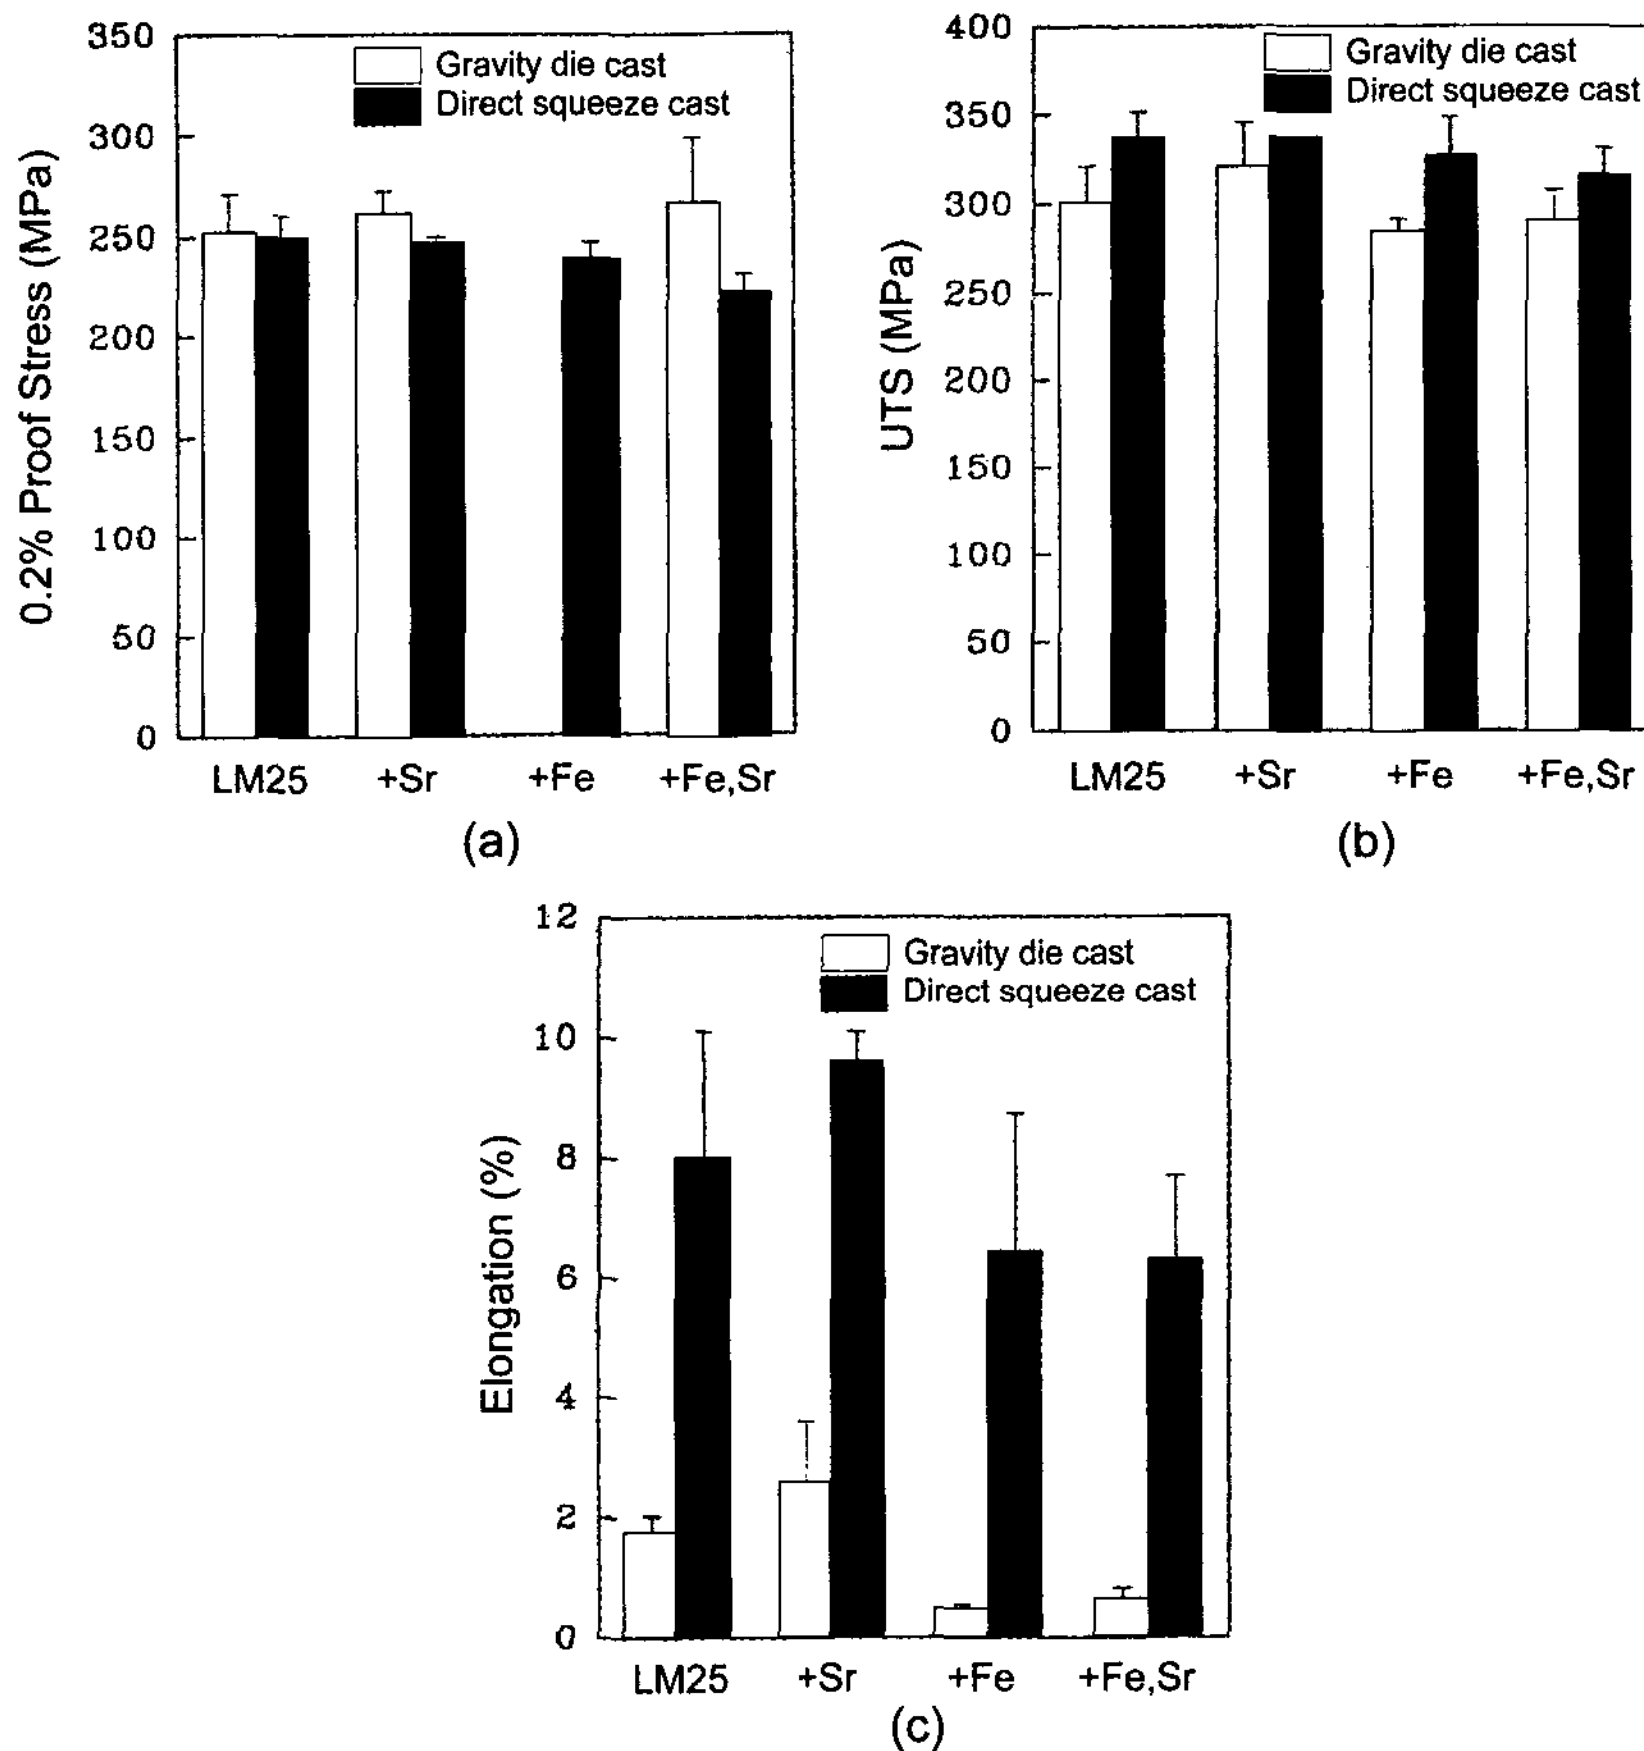 350
300
250
200
150
100
50
0
0.2% Proof Stress (MPa)
Gravity die cast
Direct squeeze cast
LM25 +Sr +Fe +Fe,Sr
(a)
400
350
300
250
200
150
100
50
0
UTS (MPa)
Gravity die cast
Direct squeeze cast
LM25 +Sr +Fe +Fe,Sr
(b)
12
10
8
6
4
2
0
Elongation (%)
Gravity die cast
Direct squeeze cast
LM25 +Sr +Fe +Fe,Sr
(c)